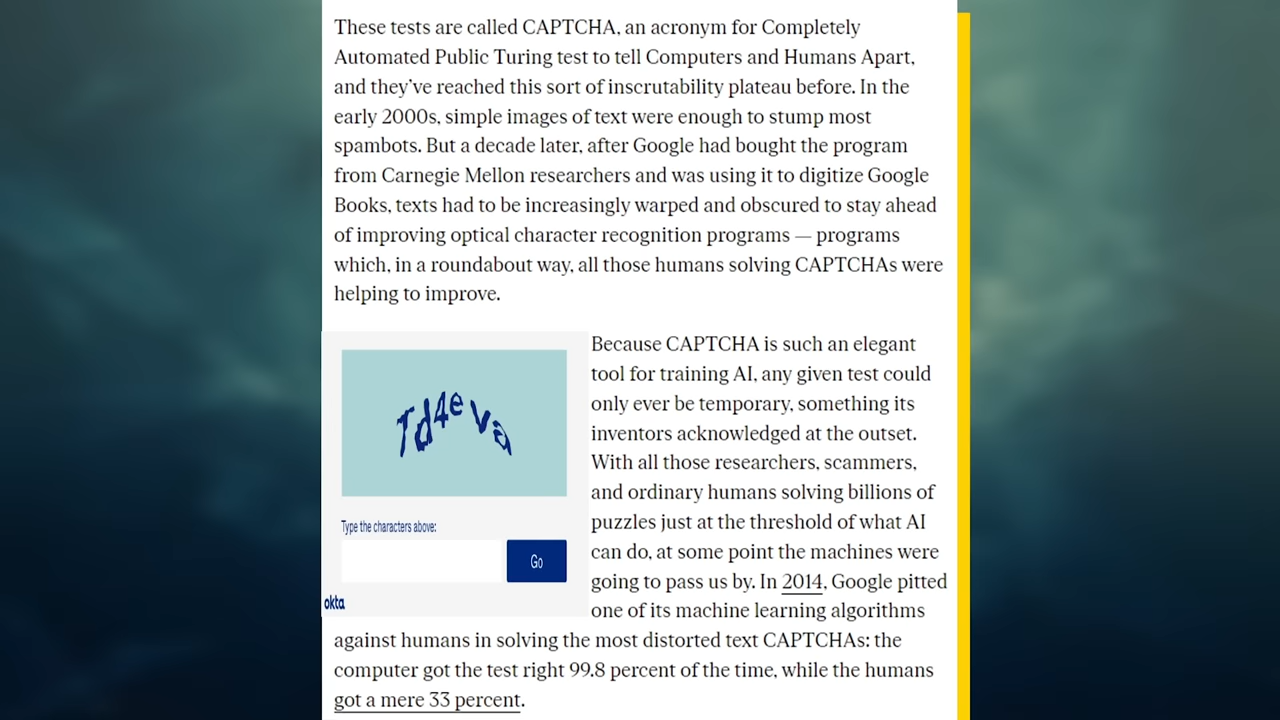 These tests are called CAPTCHA, an acronym for Completely
Automated Public Turing test to tell Computers and Humans Apart,
and they've reached this sort of inscrutability plateau before. In the
early 2000s, simple images of text were enough to stump most
spambots. But a decade later, after Google had bought the program
from Carnegie Mellon researchers and was using it to digitize Google
Books, texts had to be increasingly warped and obscured to stay ahead
of improving optical character recognition programs — programs
which, in a roundabout way, all those humans solving CAPTCHAs were
helping to improve.
Td4eva
Type the characters above:
Go
okta
Because CAPTCHA is such an elegant
tool for training AI, any given test could
only ever be temporary, something its
inventors acknowledged at the outset.
With all those researchers, scammers,
and ordinary humans solving billions of
puzzles just at the threshold of what AI
can do, at some point the machines were
going to pass us by. In 2014, Google pitted
one of its machine learning algorithms
against humans in solving the most distorted text CAPTCHAs: the
computer got the test right 99.8 percent of the time, while the humans
got a mere 33 percent.